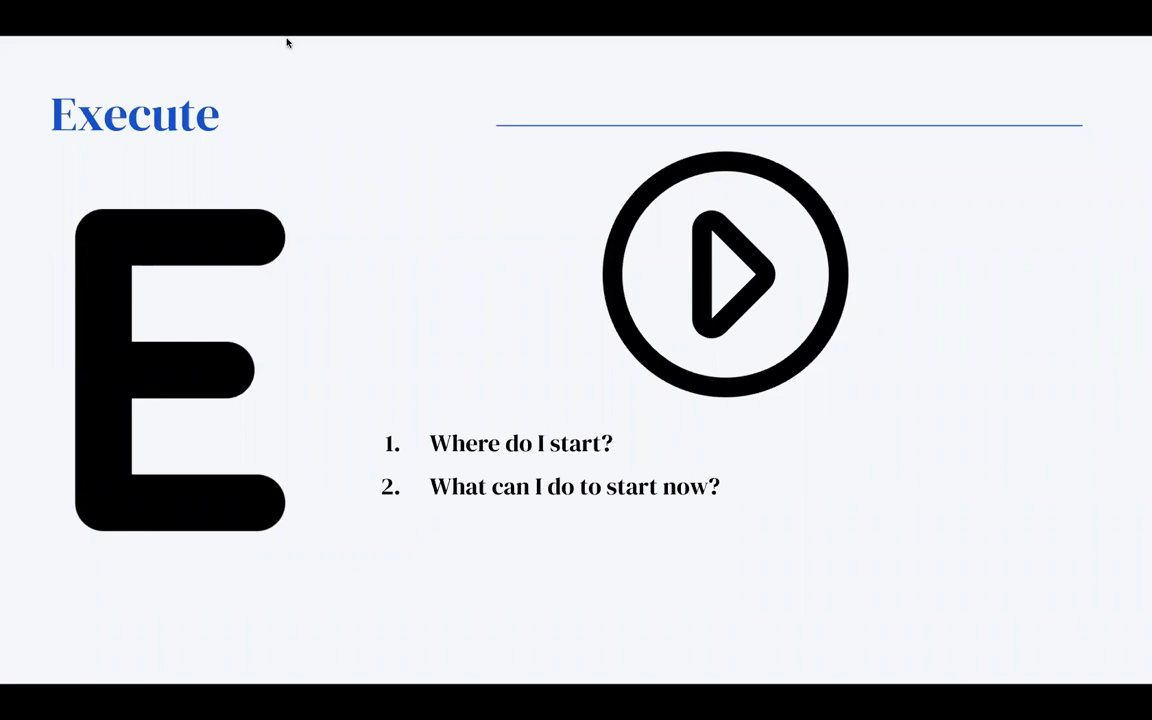 Execute
E
1. Where do I start?
2. What can I do to start now?